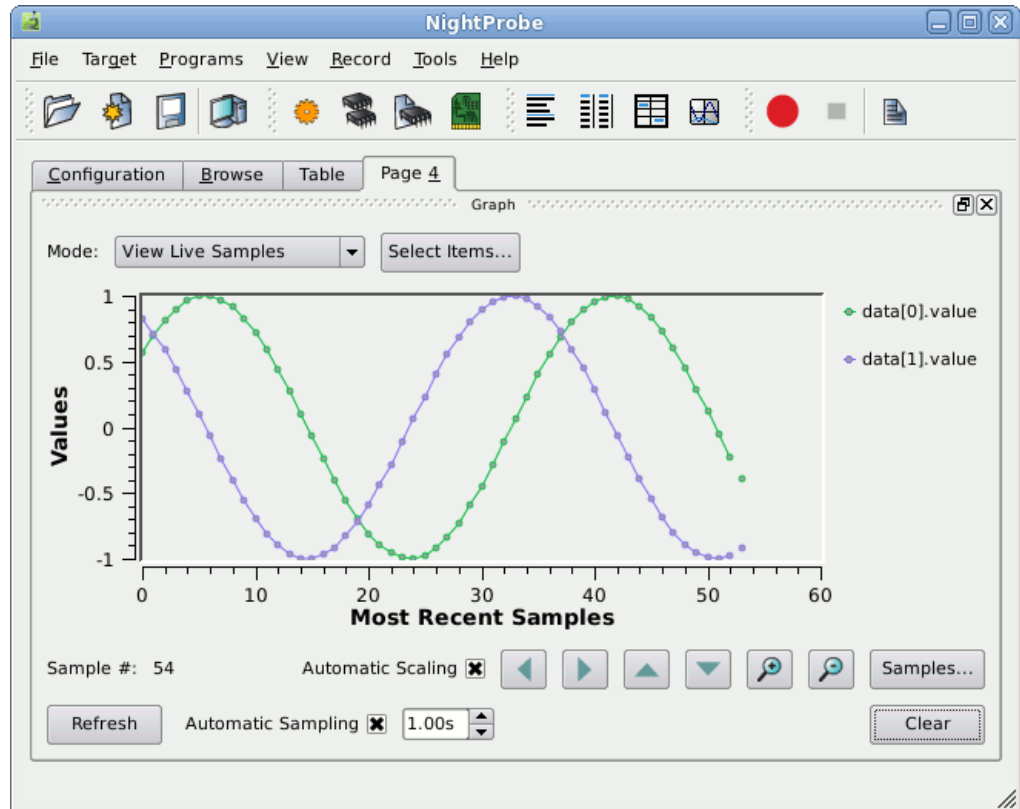 NightProbe
File Target Programs View Record Tools Help
Configuration Browse Table Page 4
Graph
Mode: View Live Samples Select Items...
1
0.5
0
-0.5
-1
Values
data[0].value
data[1].value
0 10 20 30 40 50 60
Most Recent Samples
Sample #: 54 Automatic Scaling Samples...
Refresh Automatic Sampling 1.00s Clear